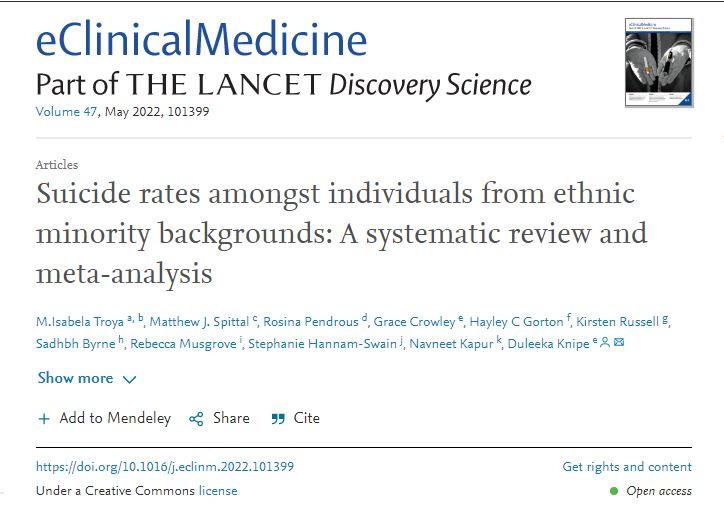 eClinicalMedicine
Part of THE LANCET Discovery Science
Volume 47, May 2022, 101399
Articles
Suicide rates amongst individuals from ethnic
minority backgrounds: A systematic review and
meta-analysis
M.Isabela Troya a, b, Matthew J. Spittal c, Rosina Pendrous d, Grace Crowley e, Hayley C Gorton f, Kirsten Russell g,
Sadhbh Byrne h, Rebecca Musgrove i, Stephanie Hannam-Swain j, Navneet Kapur k, Duleeka Knipe e
Show more
Add to Mendeley Share Cite
https://doi.org/10.1016/j.eclinm.2022.101399 Get rights and content
Under a Creative Commons license Open access